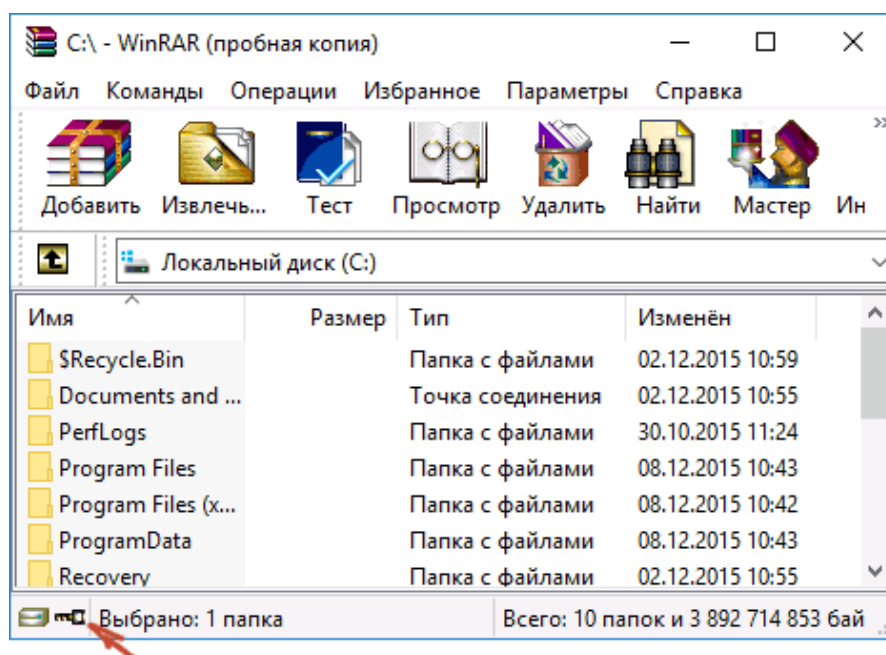 C:\ - WinRAR (пробная копия)
Файл Команды Операции Избранное Параметры Справка
Добавить Извлечь... Тест Просмотр Удалить Найти Мастер Ин
Локальный диск (C:)
Имя Размер Тип Изменён
$Recycle.Bin Папка с файлами 02.12.2015 10:59
Documents and ... Точка соединения 02.12.2015 10:55
PerfLogs Папка с файлами 30.10.2015 11:24
Program Files Папка с файлами 08.12.2015 10:43
Program Files (x... Папка с файлами 08.12.2015 10:42
ProgramData Папка с файлами 08.12.2015 10:43
Recovery Папка с файлами 02.12.2015 10:55
Выбрано: 1 папка Всего: 10 папок и 3 892 714 853 бай